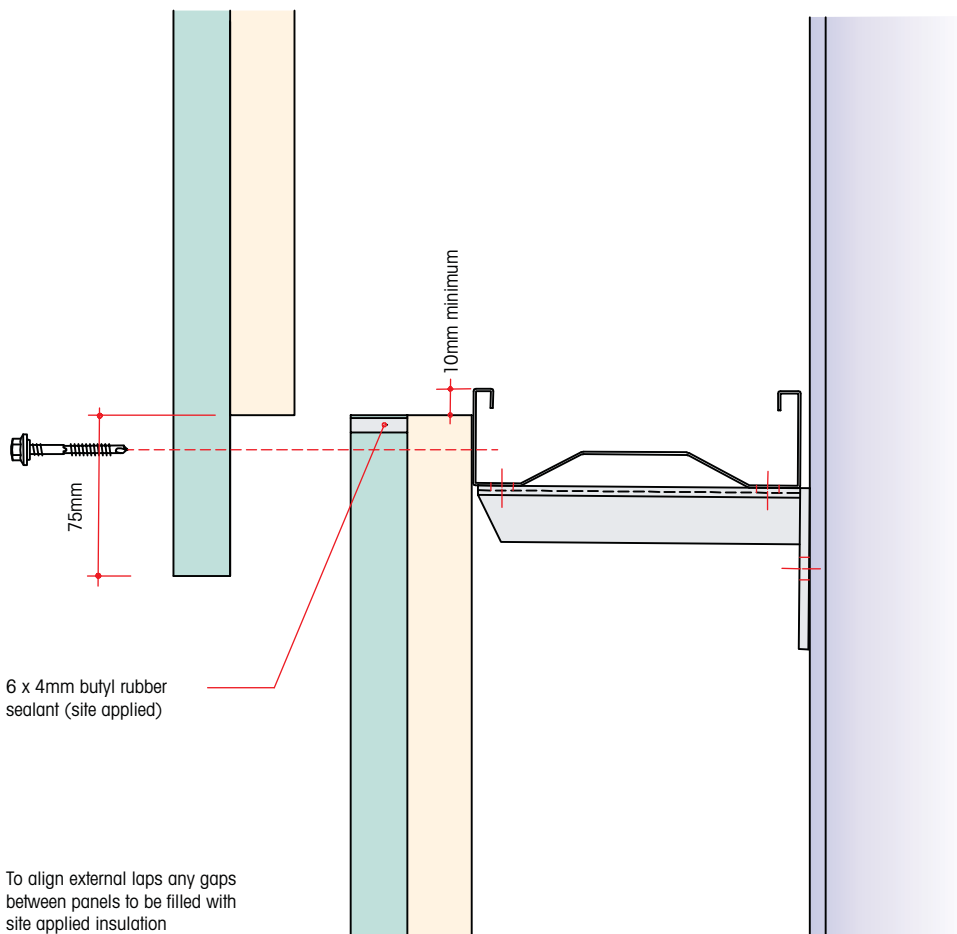 10mm minimum
75mm
6 x 4mm butyl rubber
sealant (site applied)
To align external laps any gaps
between panels to be filled with
site applied insulation